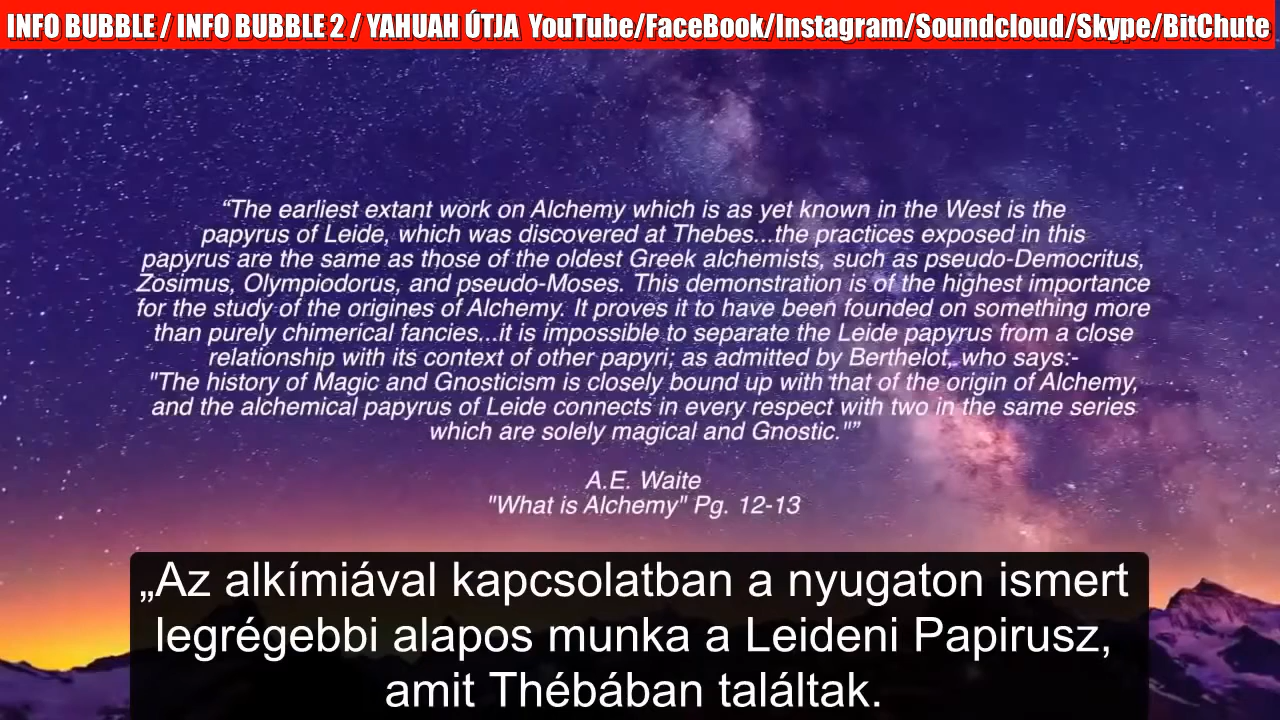 INFO BUBBLE / INFO BUBBLE 2 / YAHUAH ÚTJA YouTube/FaceBook/Instagram/Soundcloud/Skype/BitChute
“The earliest extant work on Alchemy which is as yet known in the West is the
papyrus of Leide, which was discovered at Thebes...the practices exposed in this
papyrus are the same as those of the oldest Greek alchemists, such as pseudo-Democritus,
Zosimus, Olympiodorus, and pseudo-Moses. This demonstration is of the highest importance
for the study of the origines of Alchemy. It proves it to have been founded on something more
than purely chimerical fancies...it is impossible to separate the Leide papyrus from a close
relationship with its context of other papyri; as admitted by Berthelot, who says:-
"The history of Magic and Gnosticism is closely bound up with that of the origin of Alchemy,
and the alchemical papyrus of Leide connects in every respect with two in the same series
which are solely magical and Gnostic."”
A.E. Waite
"What is Alchemy" Pg. 12-13
„Az alkímiával kapcsolatban a nyugaton ismert
legrégebbi alapos munka a Leideni Papirusz,
amit Thébában találtak.